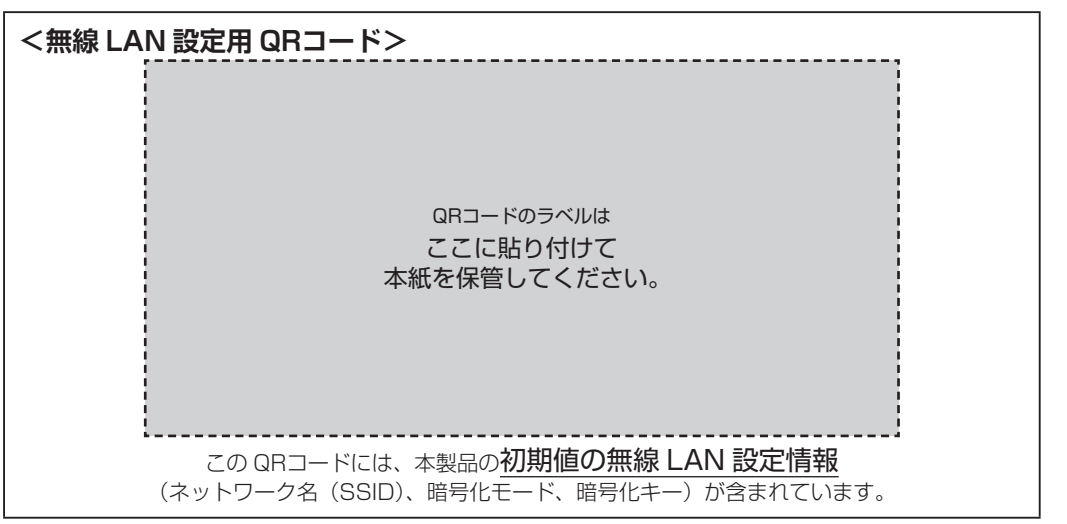 ＜無線 LAN 設定用 QRコード＞
QRコードのラベルは
ここに貼り付けて
本紙を保管してください。
この QRコードには、本製品の初期値の無線 LAN 設定情報
（ネットワーク名（SSID）、暗号化モード、暗号化キー）が含まれています。